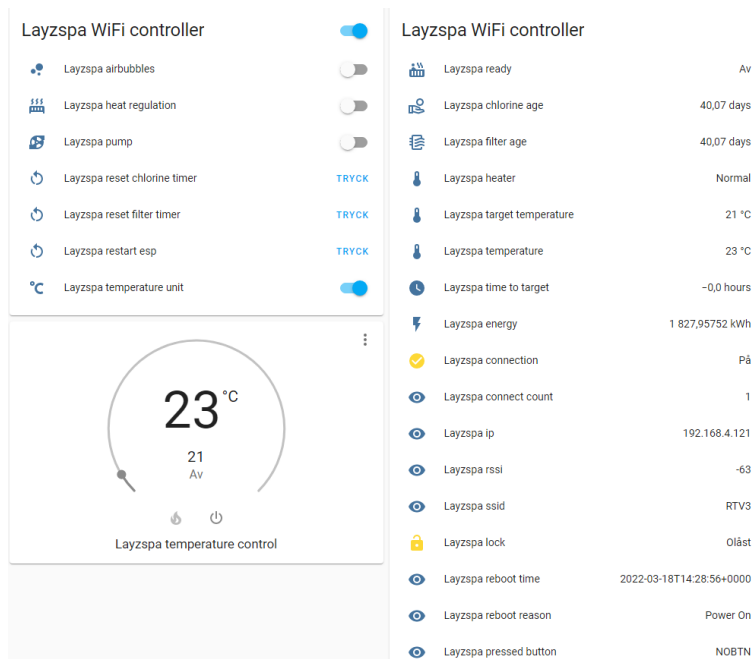 Layzspa WiFi controller
Layzspa airbubbles
Layzspa heat regulation
Layzspa pump
Layzspa reset chlorine timer TRYCK
Layzspa reset filter timer TRYCK
Layzspa restart esp TRYCK
°C Layzspa temperature unit
23 °C
21
Av
Layzspa temperature control
Layzspa WiFi controller
Layzspa ready Av
Layzspa chlorine age 40,07 days
Layzspa filter age 40,07 days
Layzspa heater Normal
Layzspa target temperature 21 °C
Layzspa temperature 23 °C
Layzspa time to target −0,0 hours
Layzspa energy 1 827,95752 kWh
Layzspa connection På
Layzspa connect count 1
Layzspa ip 192.168.4.121
Layzspa rssi -63
Layzspa ssid RTV3
Layzspa lock Olåst
Layzspa reboot time 2022-03-18T14:28:56+0000
Layzspa reboot reason Power On
Layzspa pressed button NOBTN